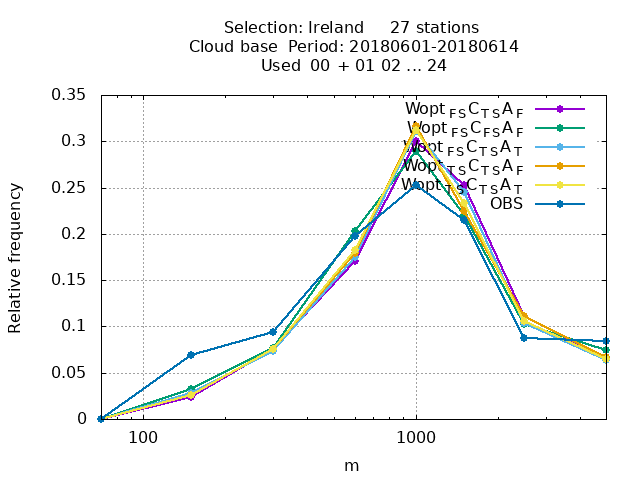 Selection: Ireland 27 stations
Cloud base Period: 20180601-20180614
Used 00 + 01 02 ... 24
0.35
0.3
0.25
0.2
0.15
0.1
0.05
0
Relative frequency
Wopt FS C TS A F
Wopt FS C FS A F
Wopt FS C TS A T
Wopt TS C TS A F
Wopt TS C TS A T
OBS
100 1000
m